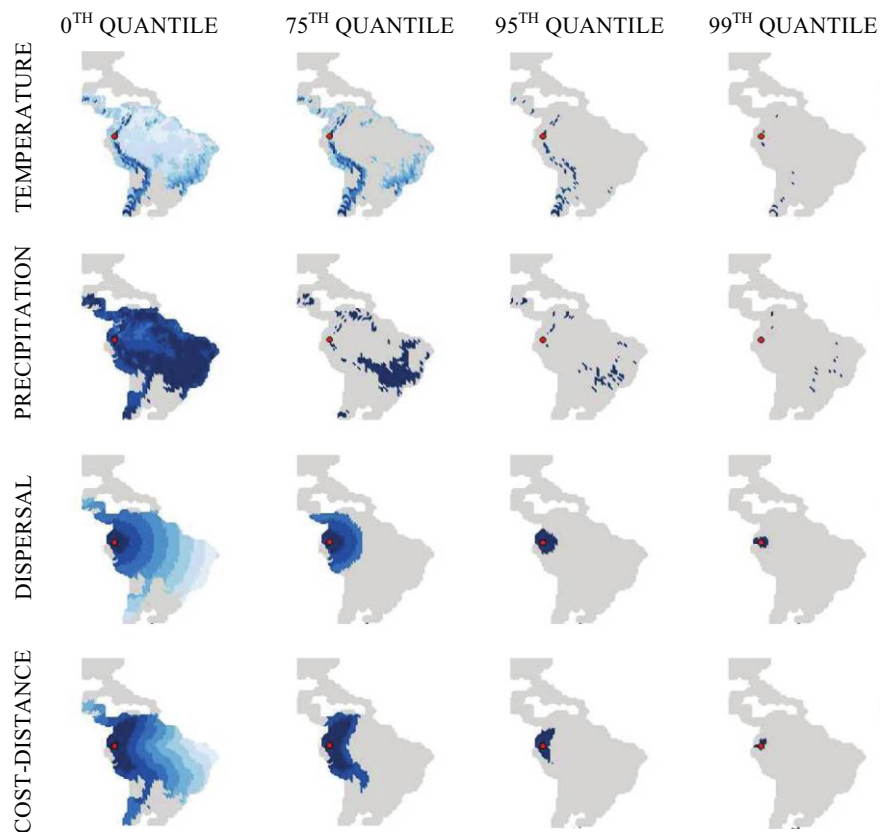 0TH QUANTILE 75TH QUANTILE 95TH QUANTILE 99TH QUANTILE
TEMPERATURE
PRECIPITATION
DISPERSAL
COST-DISTANCE